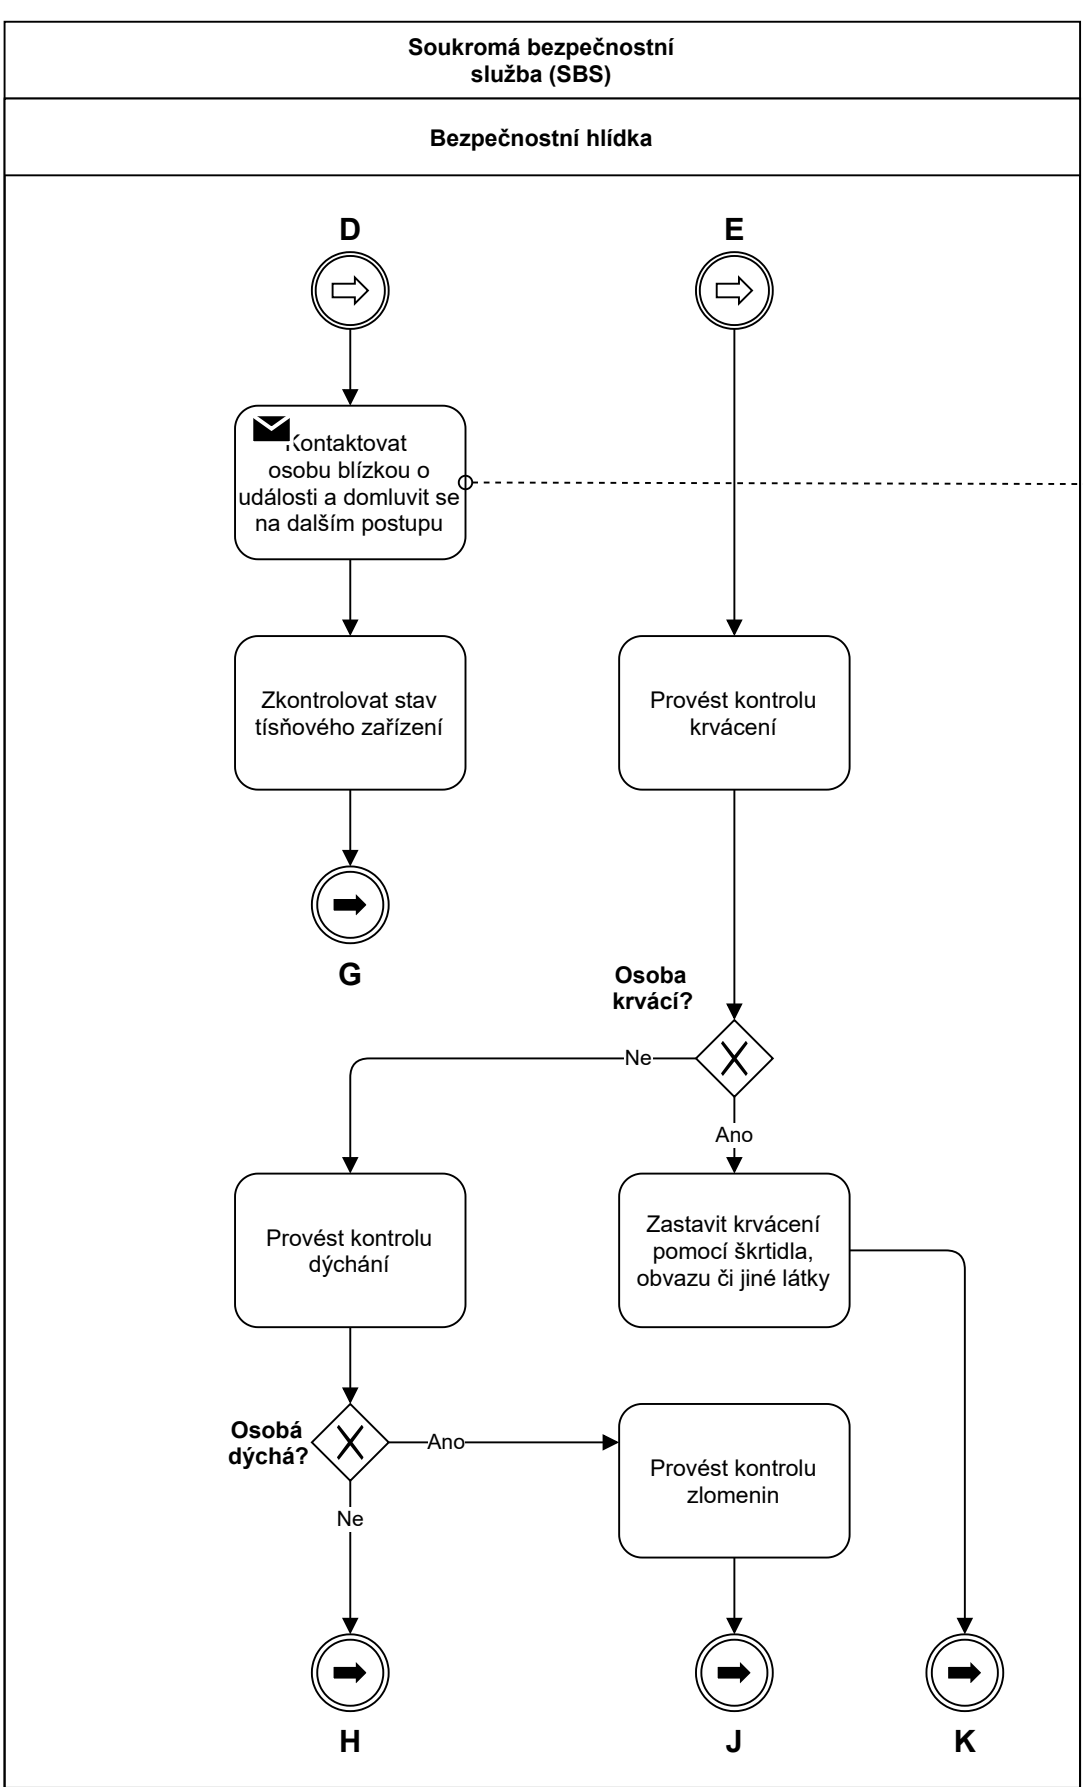 Soukromá bezpečnostní
služba (SBS)
Bezpečnostní hlídka
D
E
Kontaktovat
osobu blízkou o
události a domluvit se
na dalším postupu
Zkontrolovat stav
tísňového zařízení
Provést kontrolu
krvácení
G
Osoba
krvácí?
Ne
Ano
Provést kontrolu
dýchání
Zastavit krvácení
pomocí škrtidla,
obvazu či jiné látky
Osobá
dýchá?
Ano
Provést kontrolu
zlomenin
Ne
H
J
K